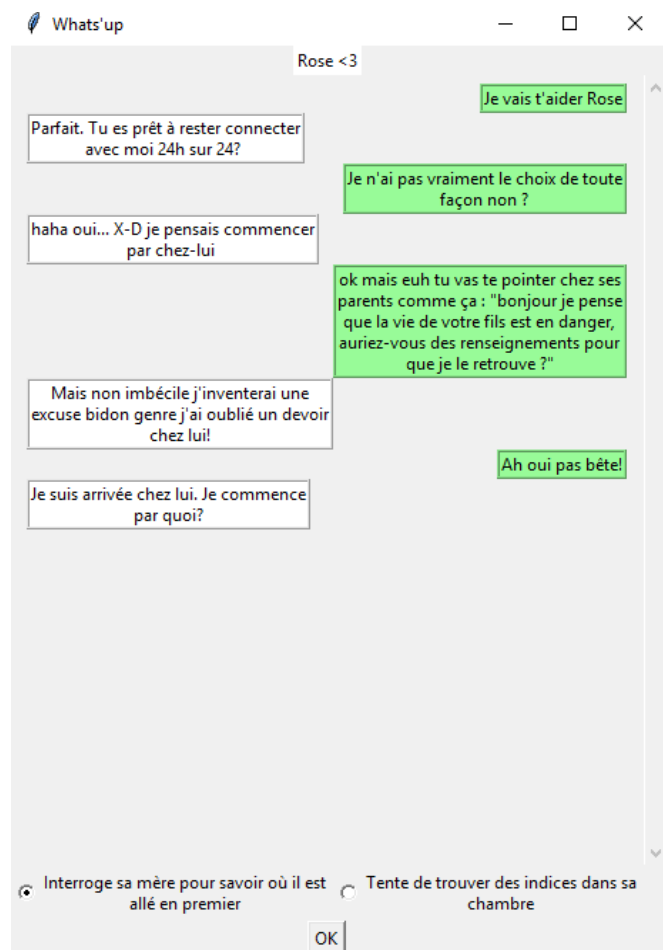 Whats'up
Rose <3
Je vais t'aider Rose
Parfait. Tu es prêt à rester connecter
avec moi 24h sur 24?
Je n'ai pas vraiment le choix de toute
façon non ?
haha oui... X-D je pensais commencer
par chez-lui
ok mais euh tu vas te pointer chez ses
parents comme ça : "bonjour je pense
que la vie de votre fils est en danger,
auriez-vous des renseignements pour
que je le retrouve ?"
Mais non imbécile j'inventerai une
excuse bidon genre j'ai oublié un devoir
chez lui!
Ah oui pas bête!
Je suis arrivée chez lui. Je commence
par quoi?
Interroge sa mère pour savoir où il est
allé en premier
Tente de trouver des indices dans sa
chambre
OK